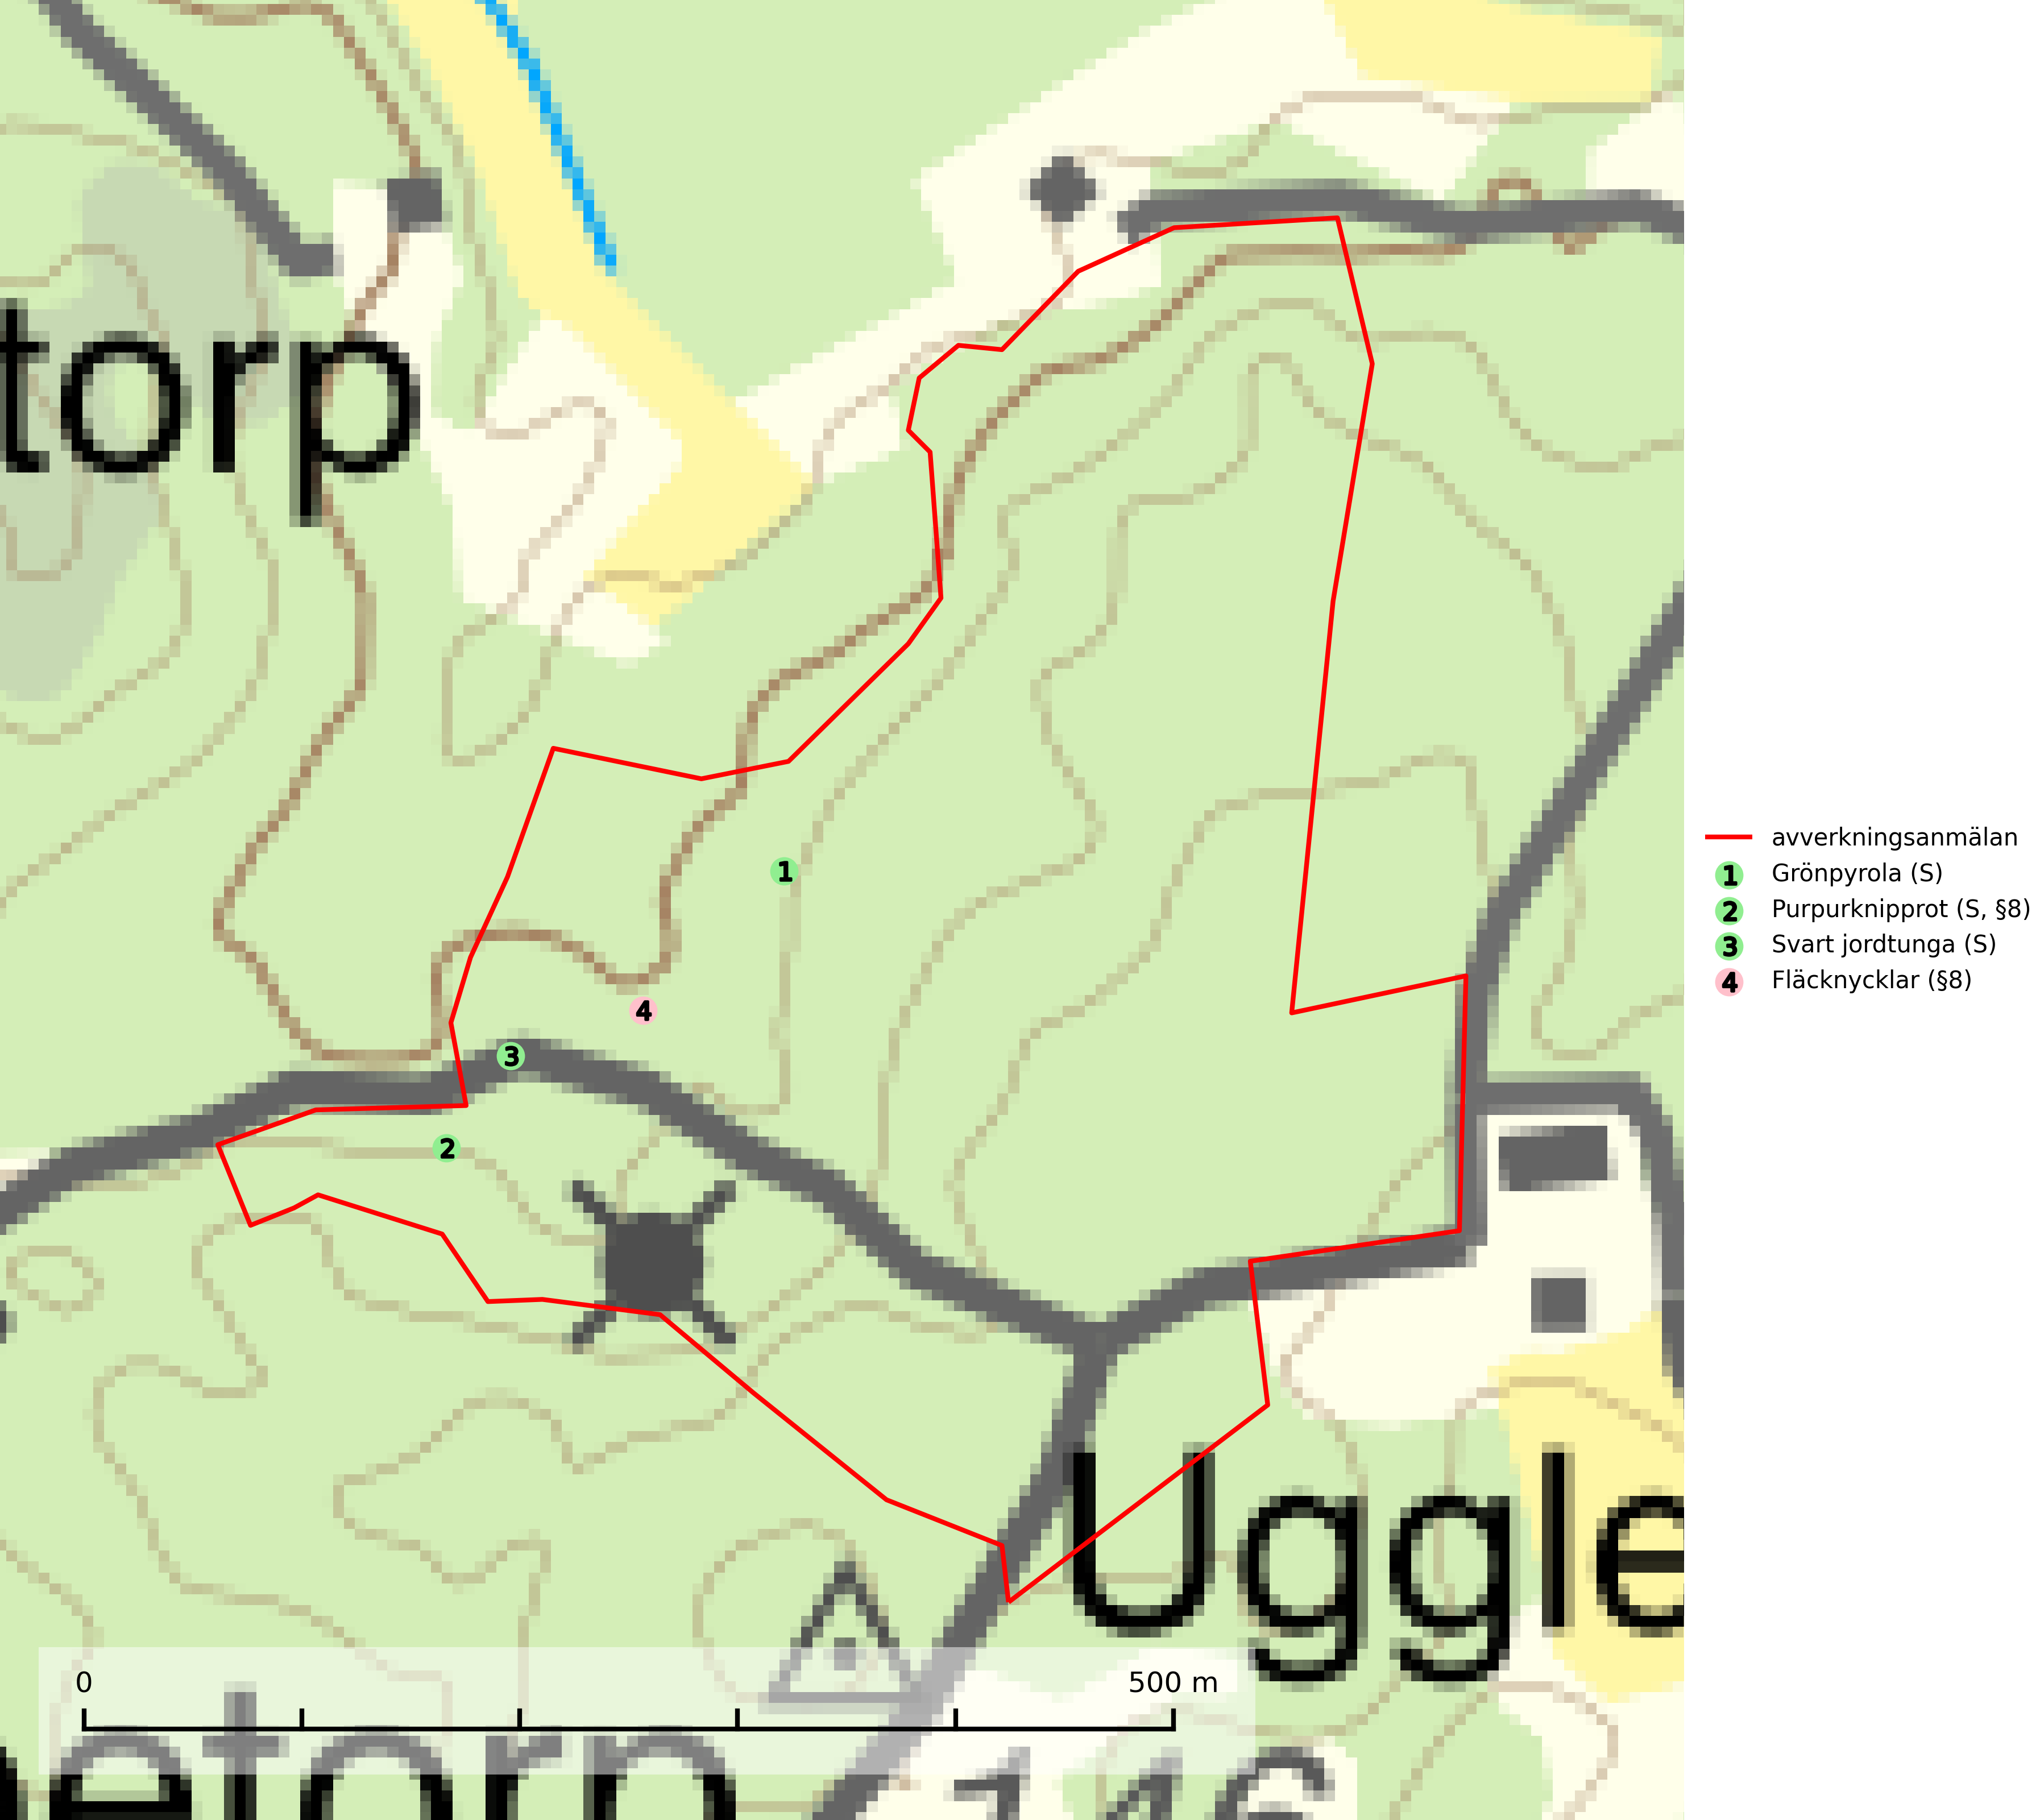 torp
1
4
3
2
Uggle
0
500 m
etorp
avverkningsanmälan
1 Grönpyrola (S)
2 Purpurknipprot (S, §8)
3 Svart jordtunga (S)
4 Fläcknycklar (§8)